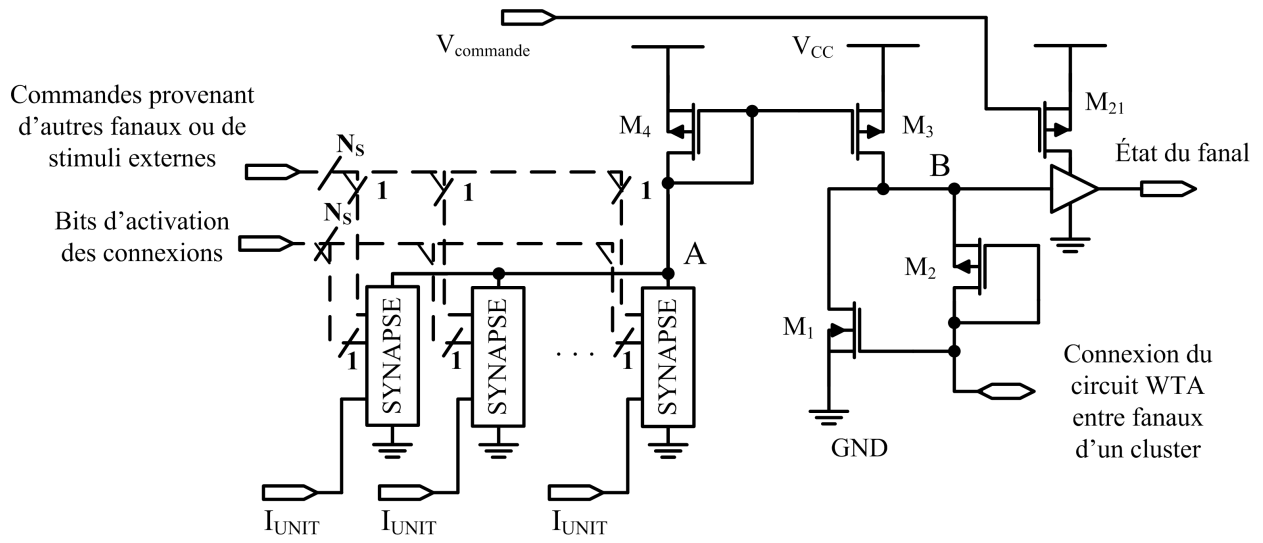 V_commande
V_CC
Commandes provenant
d'autres fanaux ou de
stimuli externes
N_S
1
1
1
M_4
M_3
M_21
État du fanal
B
Bits d'activation
des connexions
N_S
A
M_2
M_1
SYNAPSE
SYNAPSE
SYNAPSE
1
1
. . .
1
Connexion du
circuit WTA
entre fanaux
d'un cluster
GND
I_UNIT
I_UNIT
I_UNIT